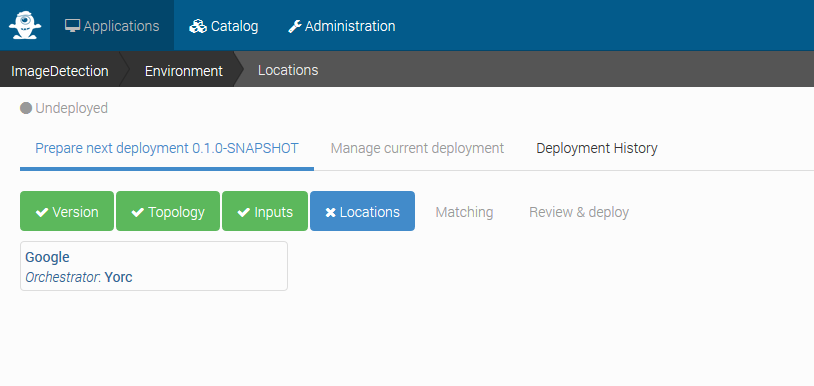 Applications Catalog Administration
ImageDetection Environment Locations
Undeployed
Prepare next deployment 0.1.0-SNAPSHOT Manage current deployment Deployment History
Version Topology Inputs Locations Matching Review & deploy
Google
Orchestrator: Yorc